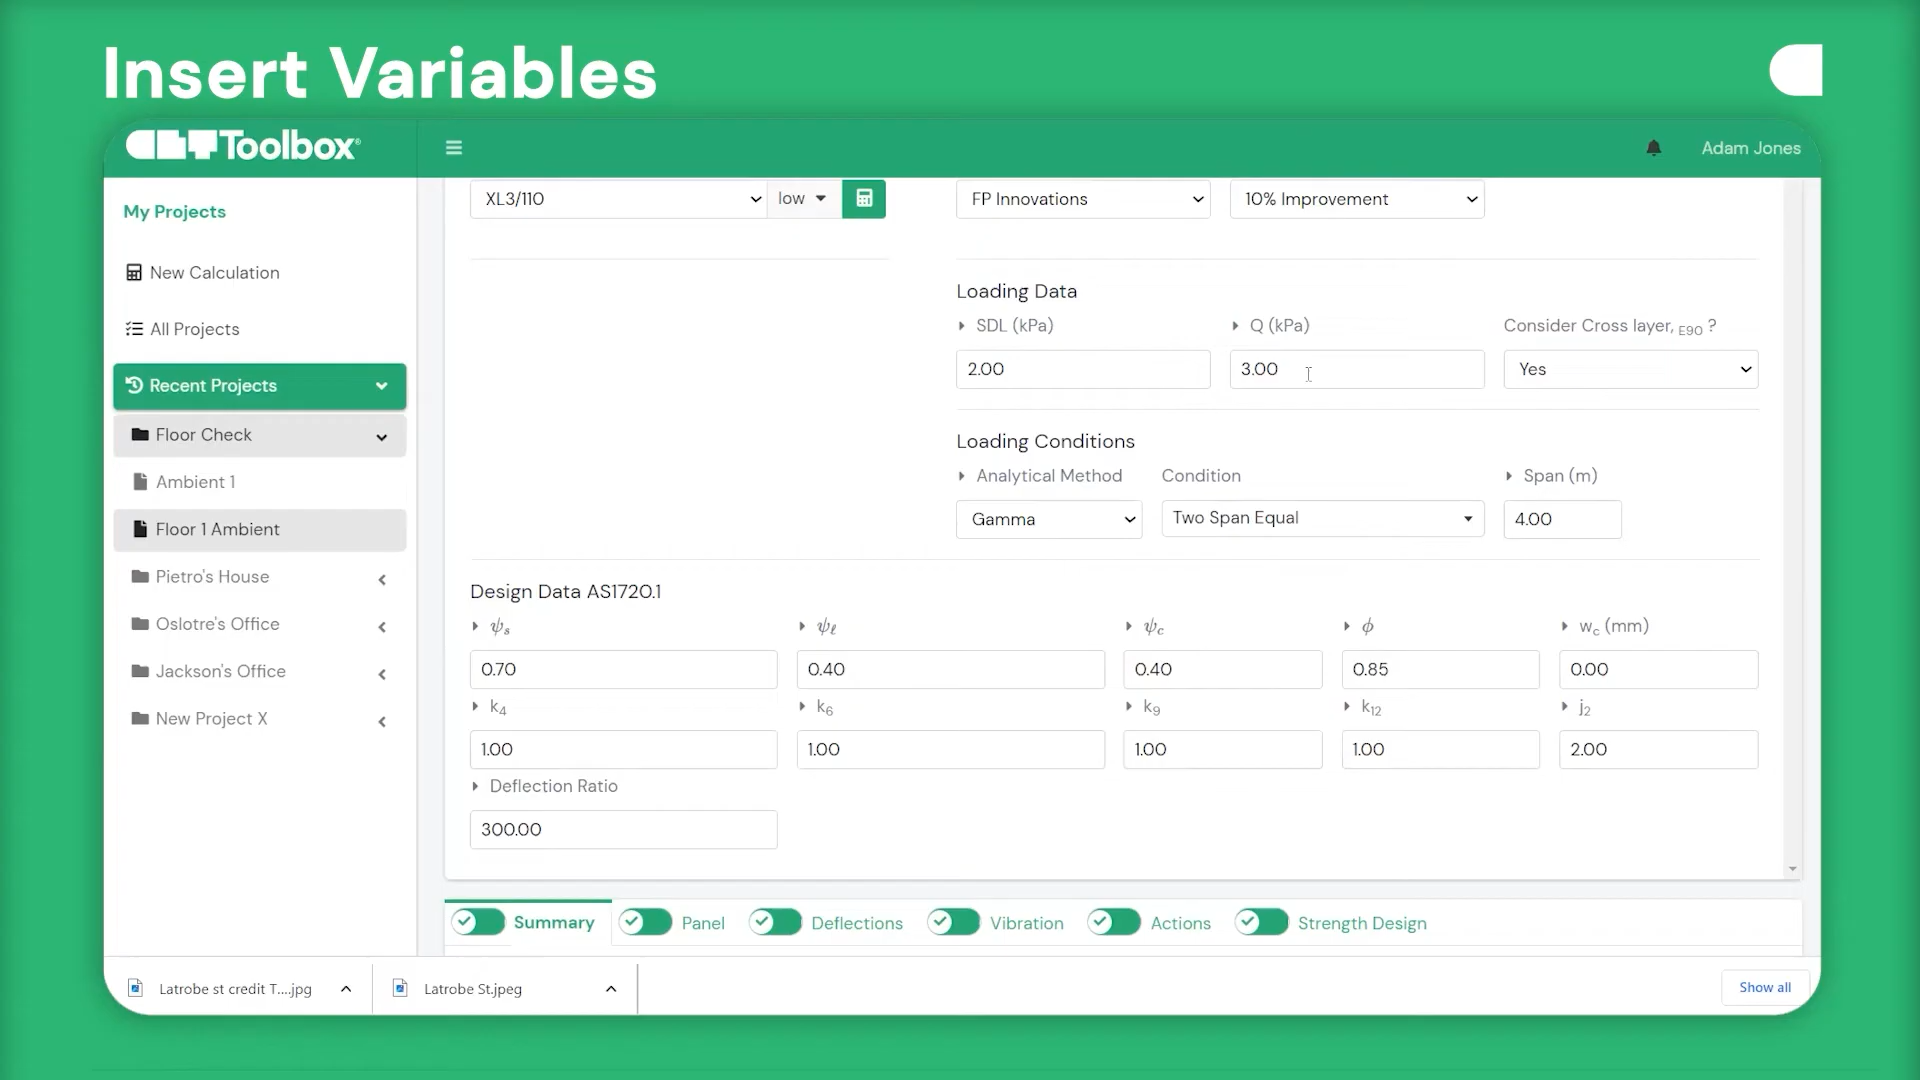 Insert Variables
CLTToolbox®
Adam Jones
My Projects
New Calculation
All Projects
Recent Projects
Floor Check
Ambient 1
Floor 1 Ambient
Pietro's House
Oslotre's Office
Jackson's Office
New Project X
XL3/110
low
FP Innovations
10% Improvement
Loading Data
SDL (kPa)
Q (kPa)
Consider Cross layer, E90 ?
2.00
3.00
Yes
Loading Conditions
Analytical Method
Condition
Span (m)
Gamma
Two Span Equal
4.00
Design Data AS1720.1
ψs
ψℓ
ψc
ϕ
wc (mm)
0.70
0.40
0.40
0.85
0.00
k4
k6
k9
k12
j2
1.00
1.00
1.00
1.00
2.00
Deflection Ratio
300.00
Summary
Panel
Deflections
Vibration
Actions
Strength Design
Latrobe st credit T....jpg
Latrobe St.jpeg
Show all